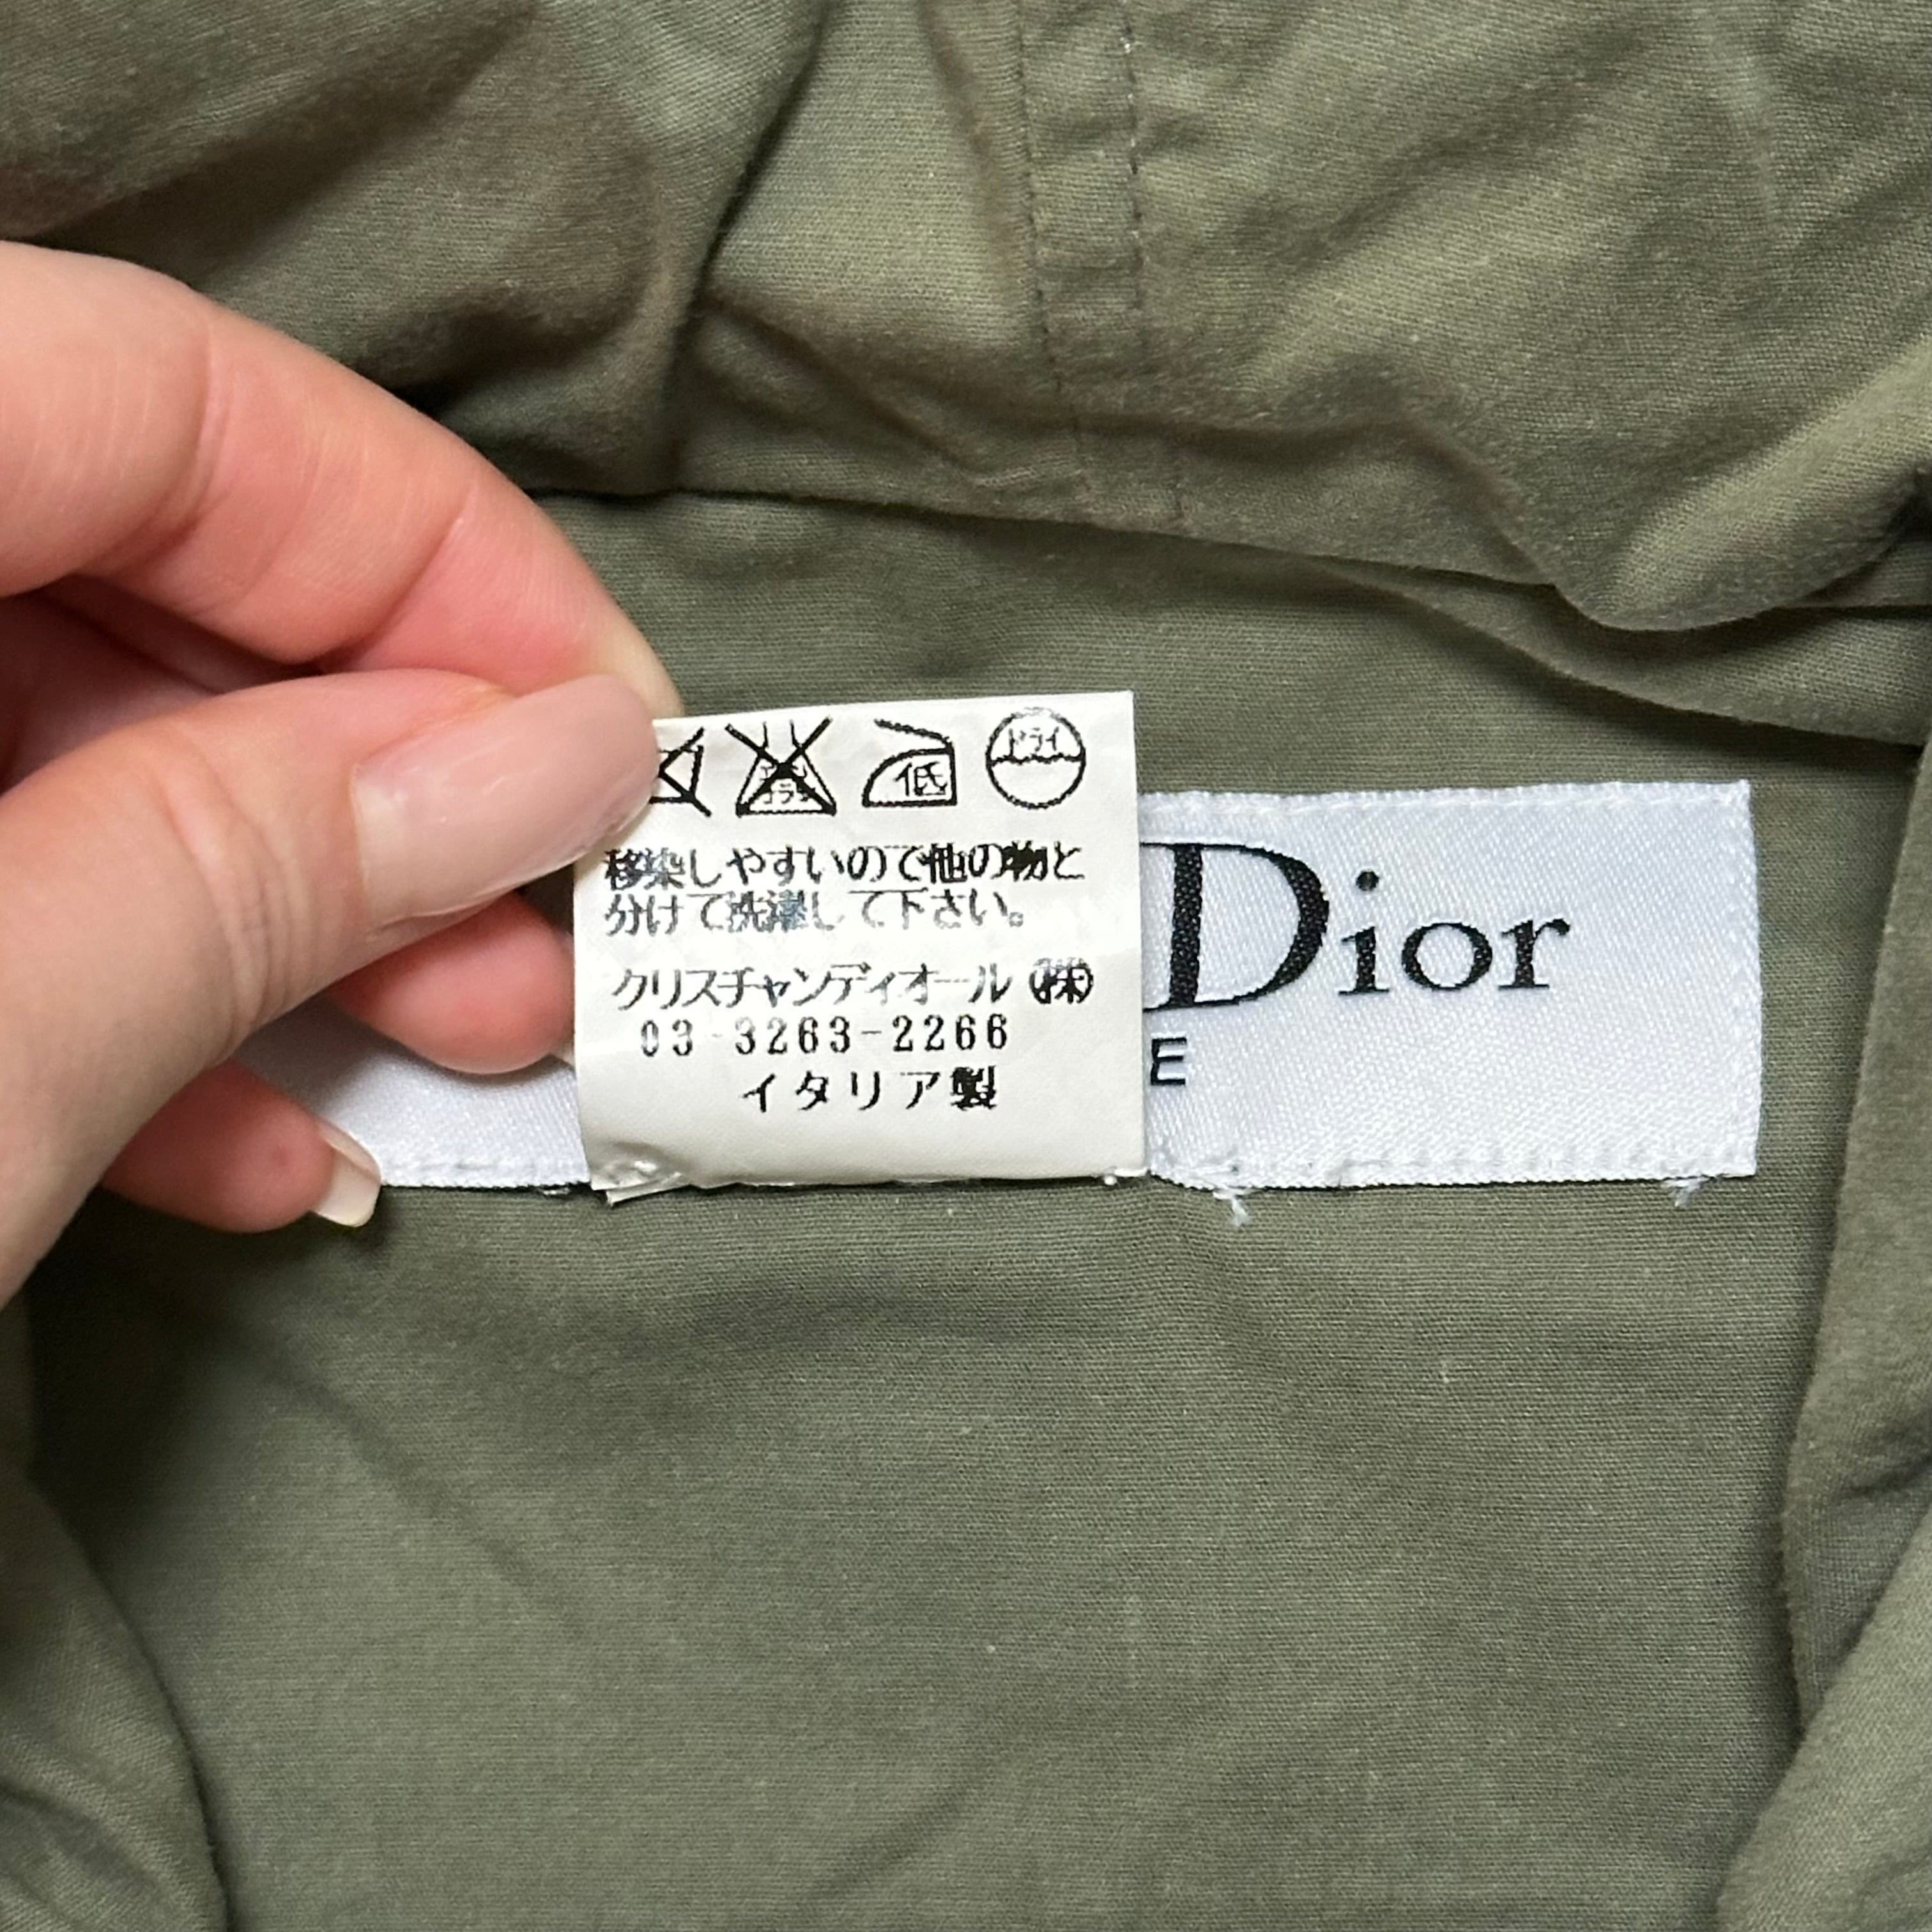 ドライ
低
移染しやすいので他の物と
分けて洗濯して下さい。
クリスチャンディオール(株)
03-3263-2266
イタリア製
Dior
E